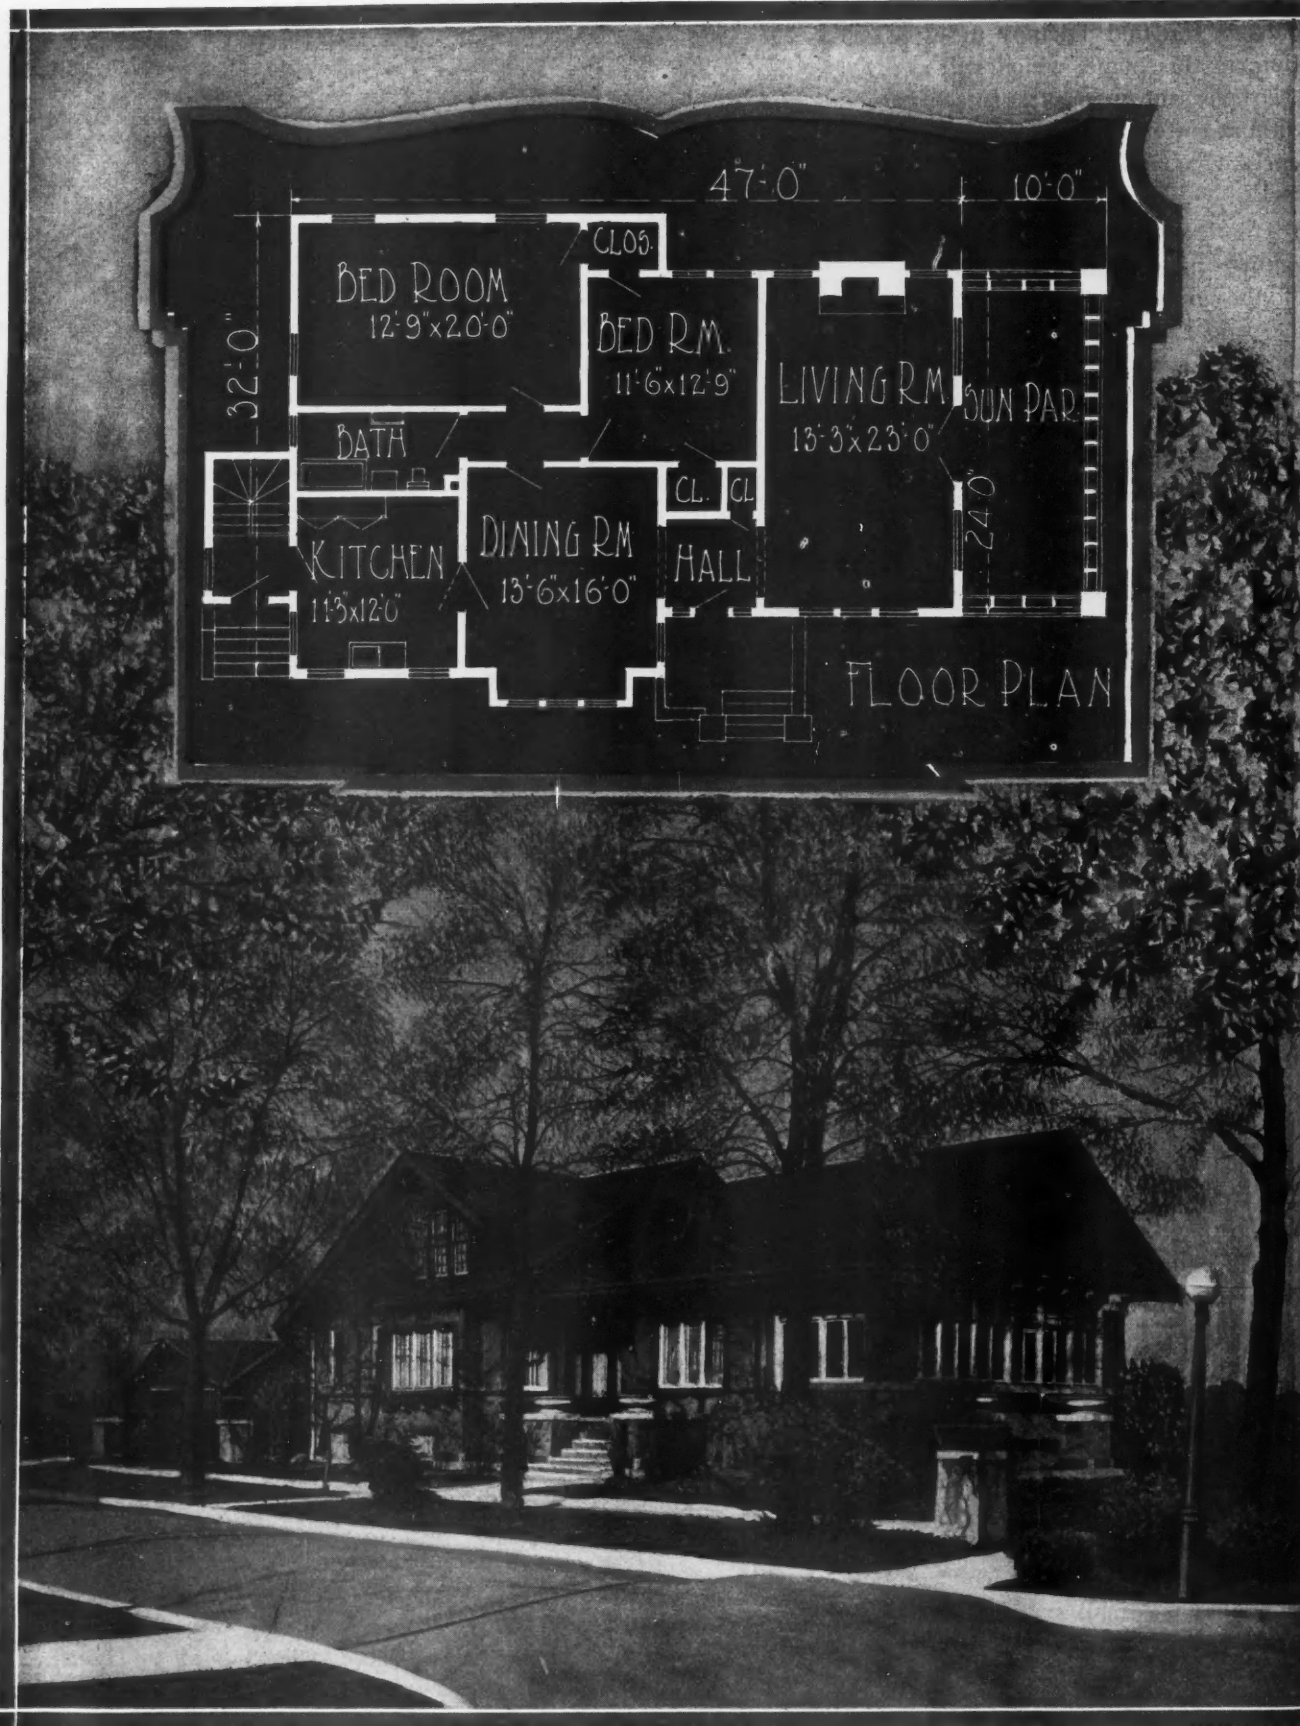 47'-0"
10'-0"
CLOS.
BED ROOM
12'-9"x20'-0"
32'-0"
BED RM.
11'-6"x12'-9"
LIVING RM
13'-3"x23'-0"
SUN PAR.
24'-0"
BATH
CL.
CL
KITCHEN
11'-3x12'-0"
DINING RM
13'-6"x16'-0"
HALL
FLOOR PLAN